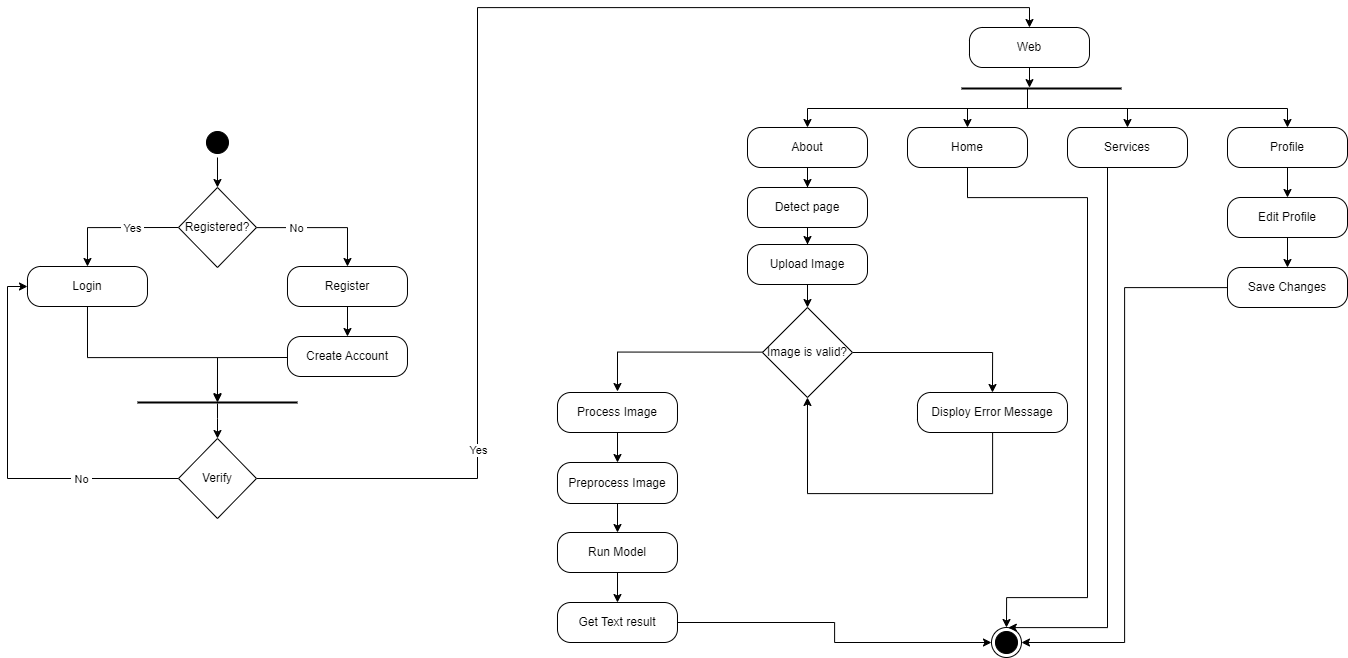 Web
About
Home
Services
Profile
Registered?
Yes
No
Detect page
Edit Profile
Upload Image
Login
Register
Save Changes
Create Account
Image is valid?
Process Image
Disploy Error Message
Yes
Verify
No
Preprocess Image
Run Model
Get Text result